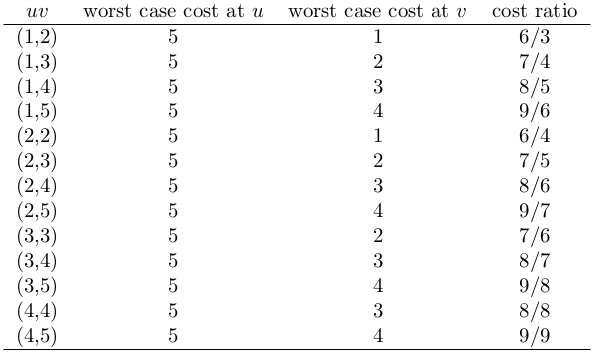 uv worst case cost at u worst case cost at v cost ratio
(1,2) 5 1 6/3
(1,3) 5 2 7/4
(1,4) 5 3 8/5
(1,5) 5 4 9/6
(2,2) 5 1 6/4
(2,3) 5 2 7/5
(2,4) 5 3 8/6
(2,5) 5 4 9/7
(3,3) 5 2 7/6
(3,4) 5 3 8/7
(3,5) 5 4 9/8
(4,4) 5 3 8/8
(4,5) 5 4 9/9